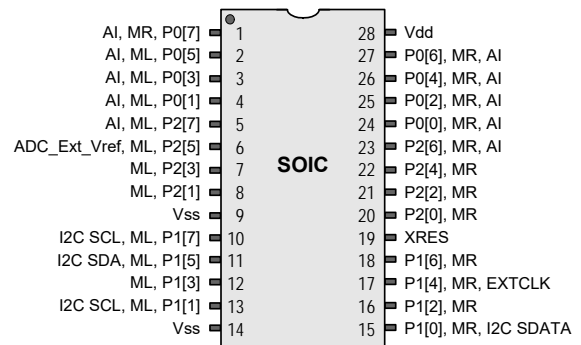 AI, MR, P0[7] 1 28 Vdd
AI, ML, P0[5] 2 27 P0[6], MR, AI
AI, ML, P0[3] 3 26 P0[4], MR, AI
AI, ML, P0[1] 4 25 P0[2], MR, AI
AI, ML, P2[7] 5 24 P0[0], MR, AI
ADC_Ext_Vref, ML, P2[5] 6 23 P2[6], MR, AI
ML, P2[3] 7 SOIC 22 P2[4], MR
ML, P2[1] 8 21 P2[2], MR
Vss 9 20 P2[0], MR
I2C SCL, ML, P1[7] 10 19 XRES
I2C SDA, ML, P1[5] 11 18 P1[6], MR
ML, P1[3] 12 17 P1[4], MR, EXTCLK
I2C SCL, ML, P1[1] 13 16 P1[2], MR
Vss 14 15 P1[0], MR, I2C SDATA